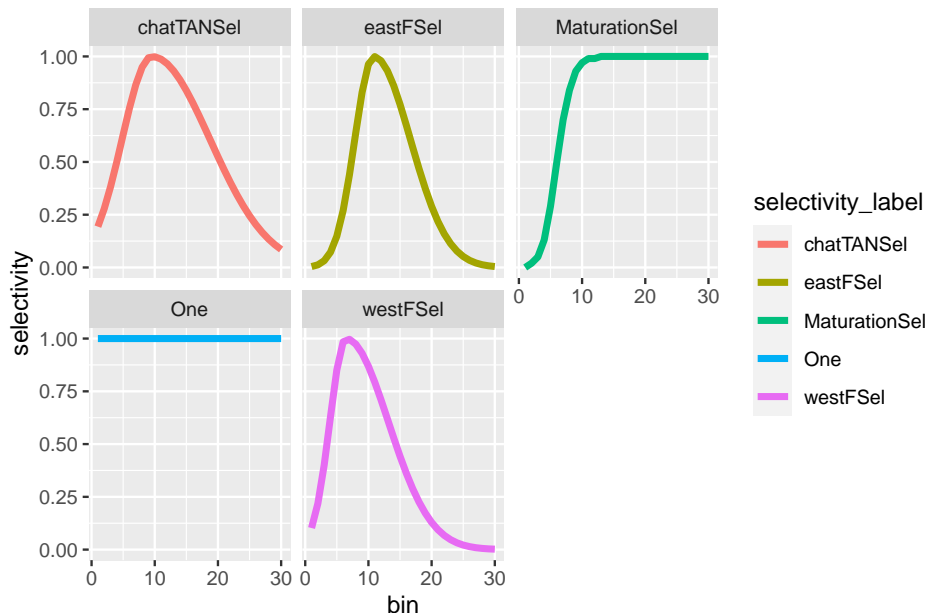 chatTANSel
eastFSel
MaturationSel
1.00
0.75
0.50
0.25
0.00
0 10 20 30
One
westFSel
1.00
0.75
0.50
0.25
0.00
0 10 20 30
0 10 20 30
selectivity
bin
selectivity_label
chatTANSel
eastFSel
MaturationSel
One
westFSel